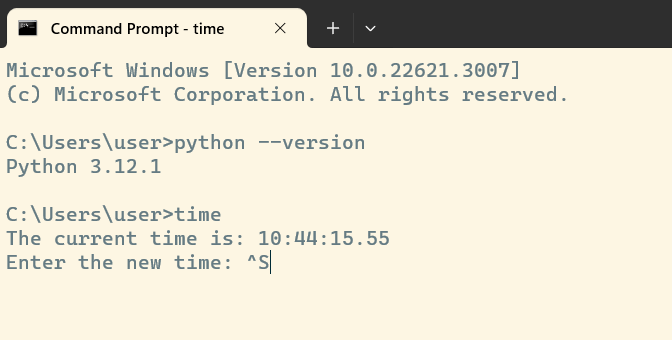 Command Prompt - time
Microsoft Windows [Version 10.0.22621.3007]
(c) Microsoft Corporation. All rights reserved.
C:\Users\user>python --version
Python 3.12.1
C:\Users\user>time
The current time is: 10:44:15.55
Enter the new time: ^S